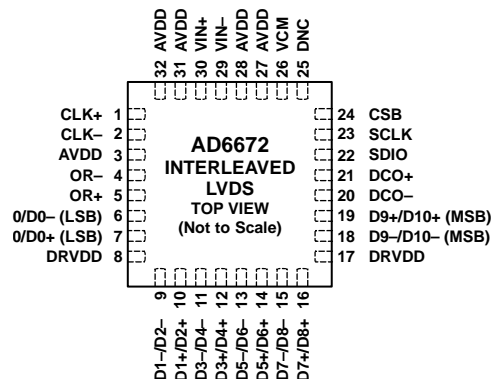 32 AVDD
31 AVDD
30 VIN+
29 VIN–
28 AVDD
27 AVDD
26 VCM
25 DNC
CLK+ 1
CLK– 2
AVDD 3
OR– 4
OR+ 5
0/D0– (LSB) 6
0/D0+ (LSB) 7
DRVDD 8
AD6672
INTERLEAVED
LVDS
TOP VIEW
(Not to Scale)
24 CSB
23 SCLK
22 SDIO
21 DCO+
20 DCO–
19 D9+/D10+ (MSB)
18 D9–/D10– (MSB)
17 DRVDD
D1–/D2– 9
D1+/D2+ 10
D3–/D4– 11
D3+/D4+ 12
D5–/D6– 13
D5+/D6+ 14
D7–/D8– 15
D7+/D8+ 16